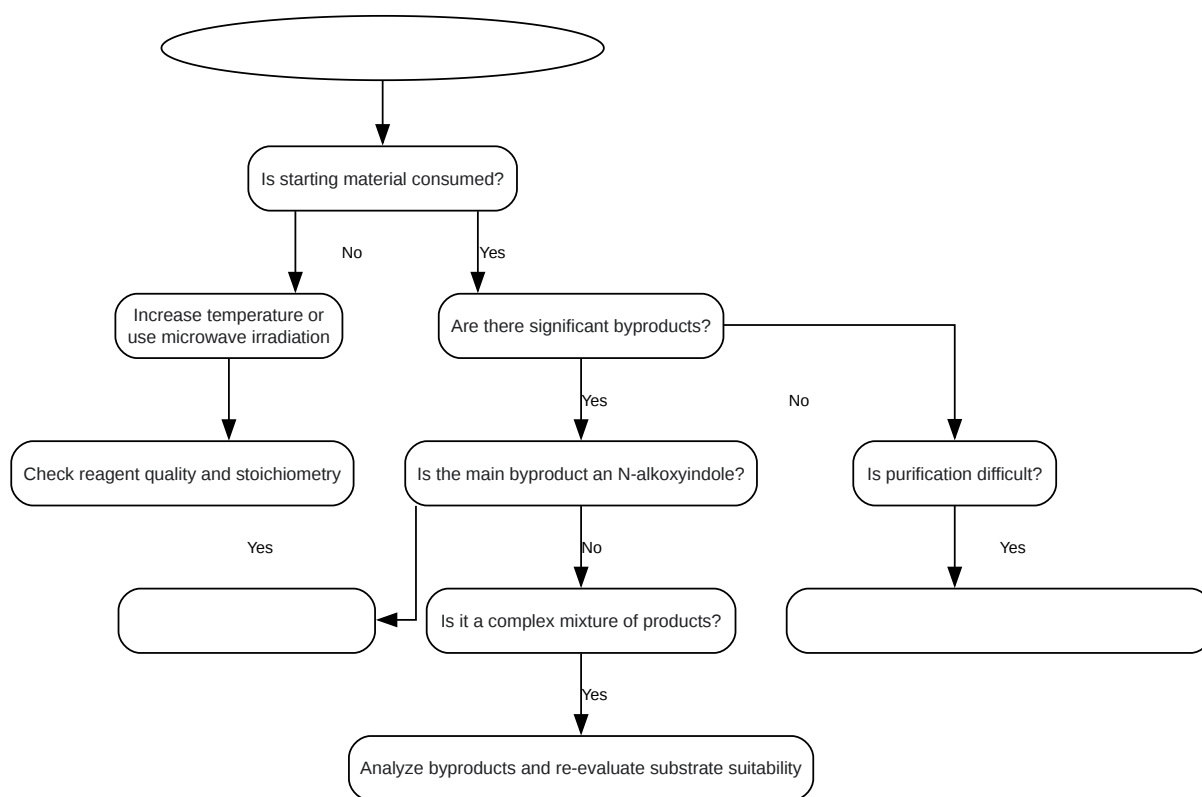 Is starting material consumed?
No
Yes
Increase temperature or
use microwave irradiation
Are there significant byproducts?
Yes
No
Check reagent quality and stoichiometry
Is the main byproduct an N-alkoxyindole?
Is purification difficult?
Yes
No
Yes
Is it a complex mixture of products?
Yes
Analyze byproducts and re-evaluate substrate suitability